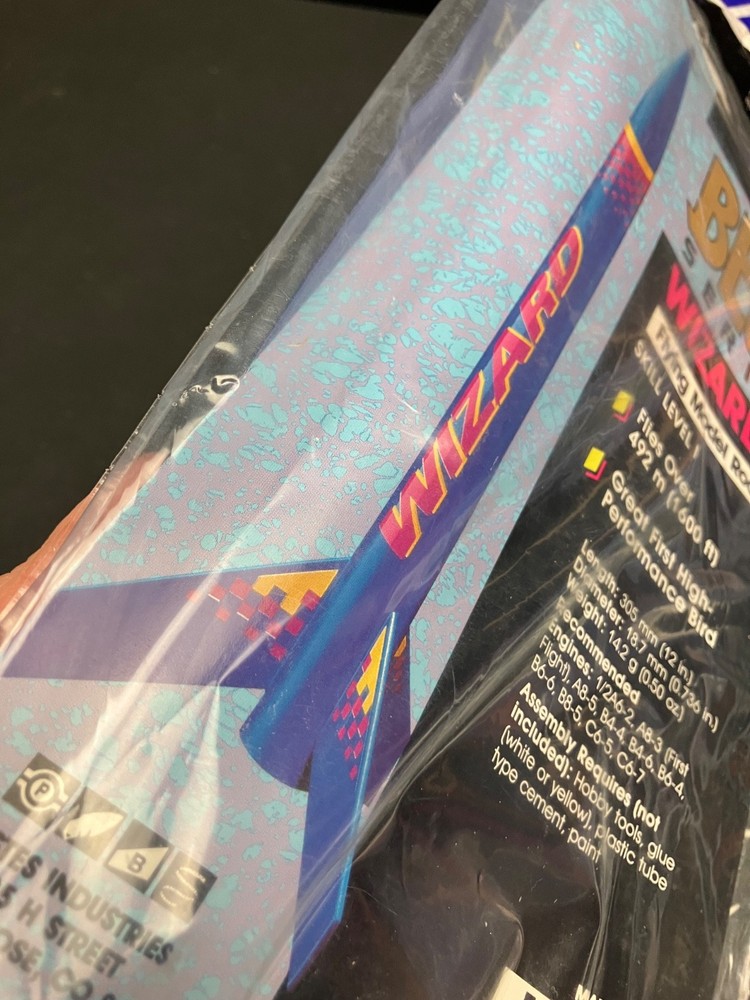 WIZARD
SER
WIZARD
Flying Model Ro
SKILL LEVEL
Flies Over
492 m (1600 ft)
Great First High-
Performance Bird
Length: 305 mm (12 in)
Diameter: 18.7 mm (0.736 in)
Weight: 14.2 g (0.50 oz)
Recommended
Engines: 1/2A6-2, A8-3 (First
Flight), A8-5, B4-4, B4-6, B6-4,
B6-6, B8-5, C6-5, C6-7
Assembly Requires (not
included): Hobby tools, glue
(white or yellow), plastic tube
type cement, paint
P
B
TES INDUSTRIES
5 H STREET
OSE, CO